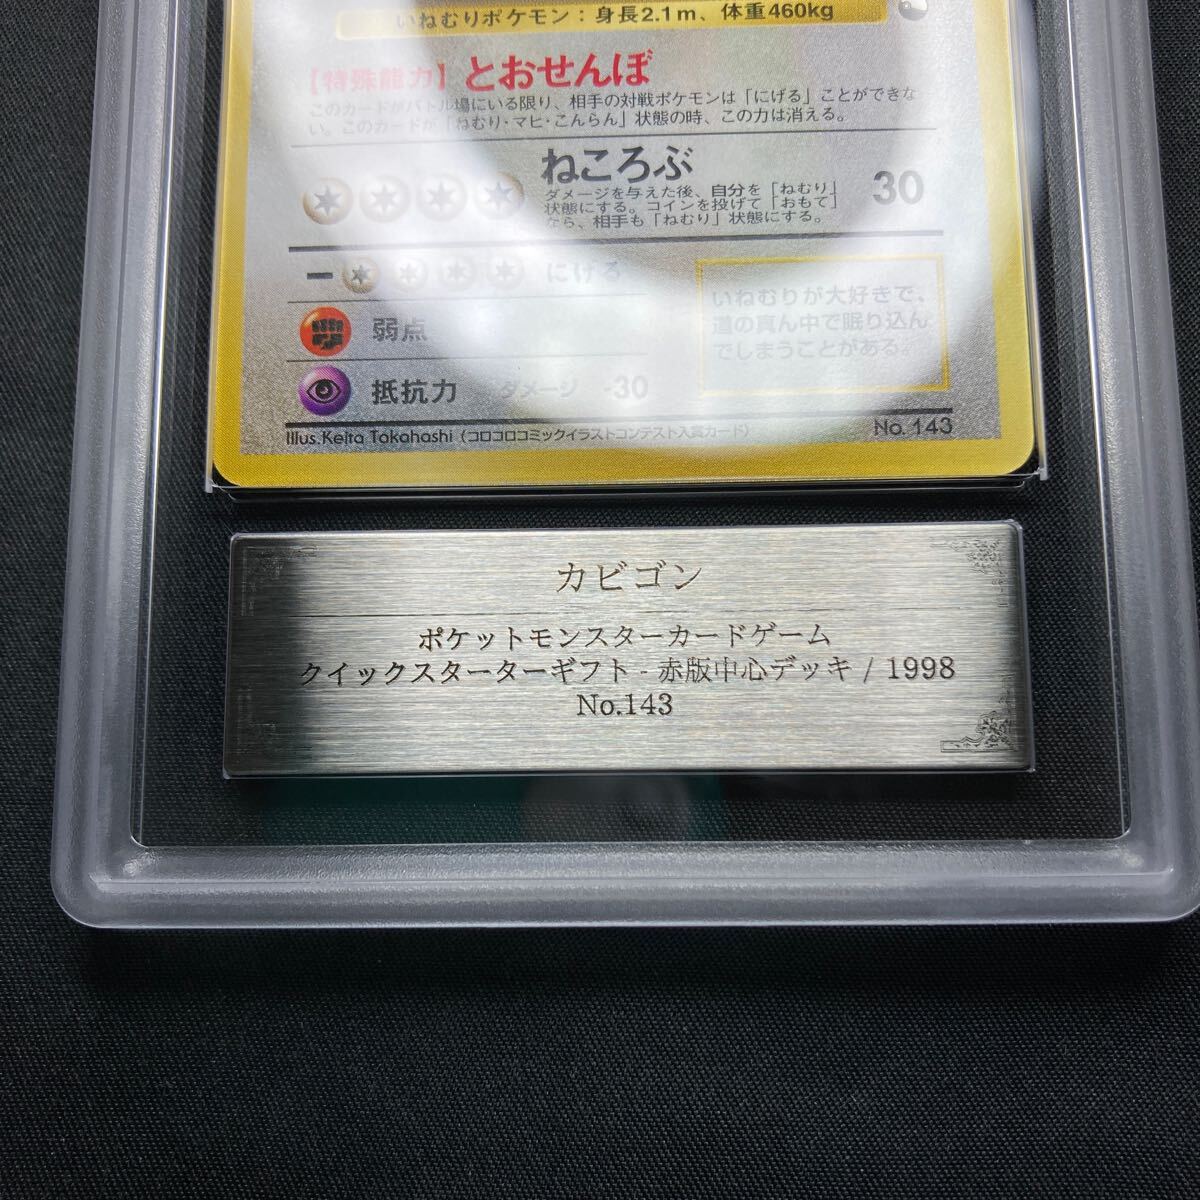 いねむりポケモン：身長2.1m、体重460kg
【特殊能力】とおせんぼ
このカードがバトル場にいる限り、相手の対戦ポケモンは「にげる」ことができな
い。このカードが「ねむり・マヒ・こんらん」状態の時、この力は消える。
ねころぶ
ダメージを与えた後、自分を「ねむり」
状態にする。コインを投げて「おもて」
なら、相手も「ねむり」状態にする。
30
にげる
弱点
抵抗力 ダメージ -30
いねむりが大好きで、
道の真ん中で眠り込ん
でしまうことがある。
Illus.Keita Takahashi（コロコロコミックイラストコンテスト入賞カード）
No. 143
カビゴン
ポケットモンスターカードゲーム
クイックスターターギフト - 赤版中心デッキ / 1998
No.143